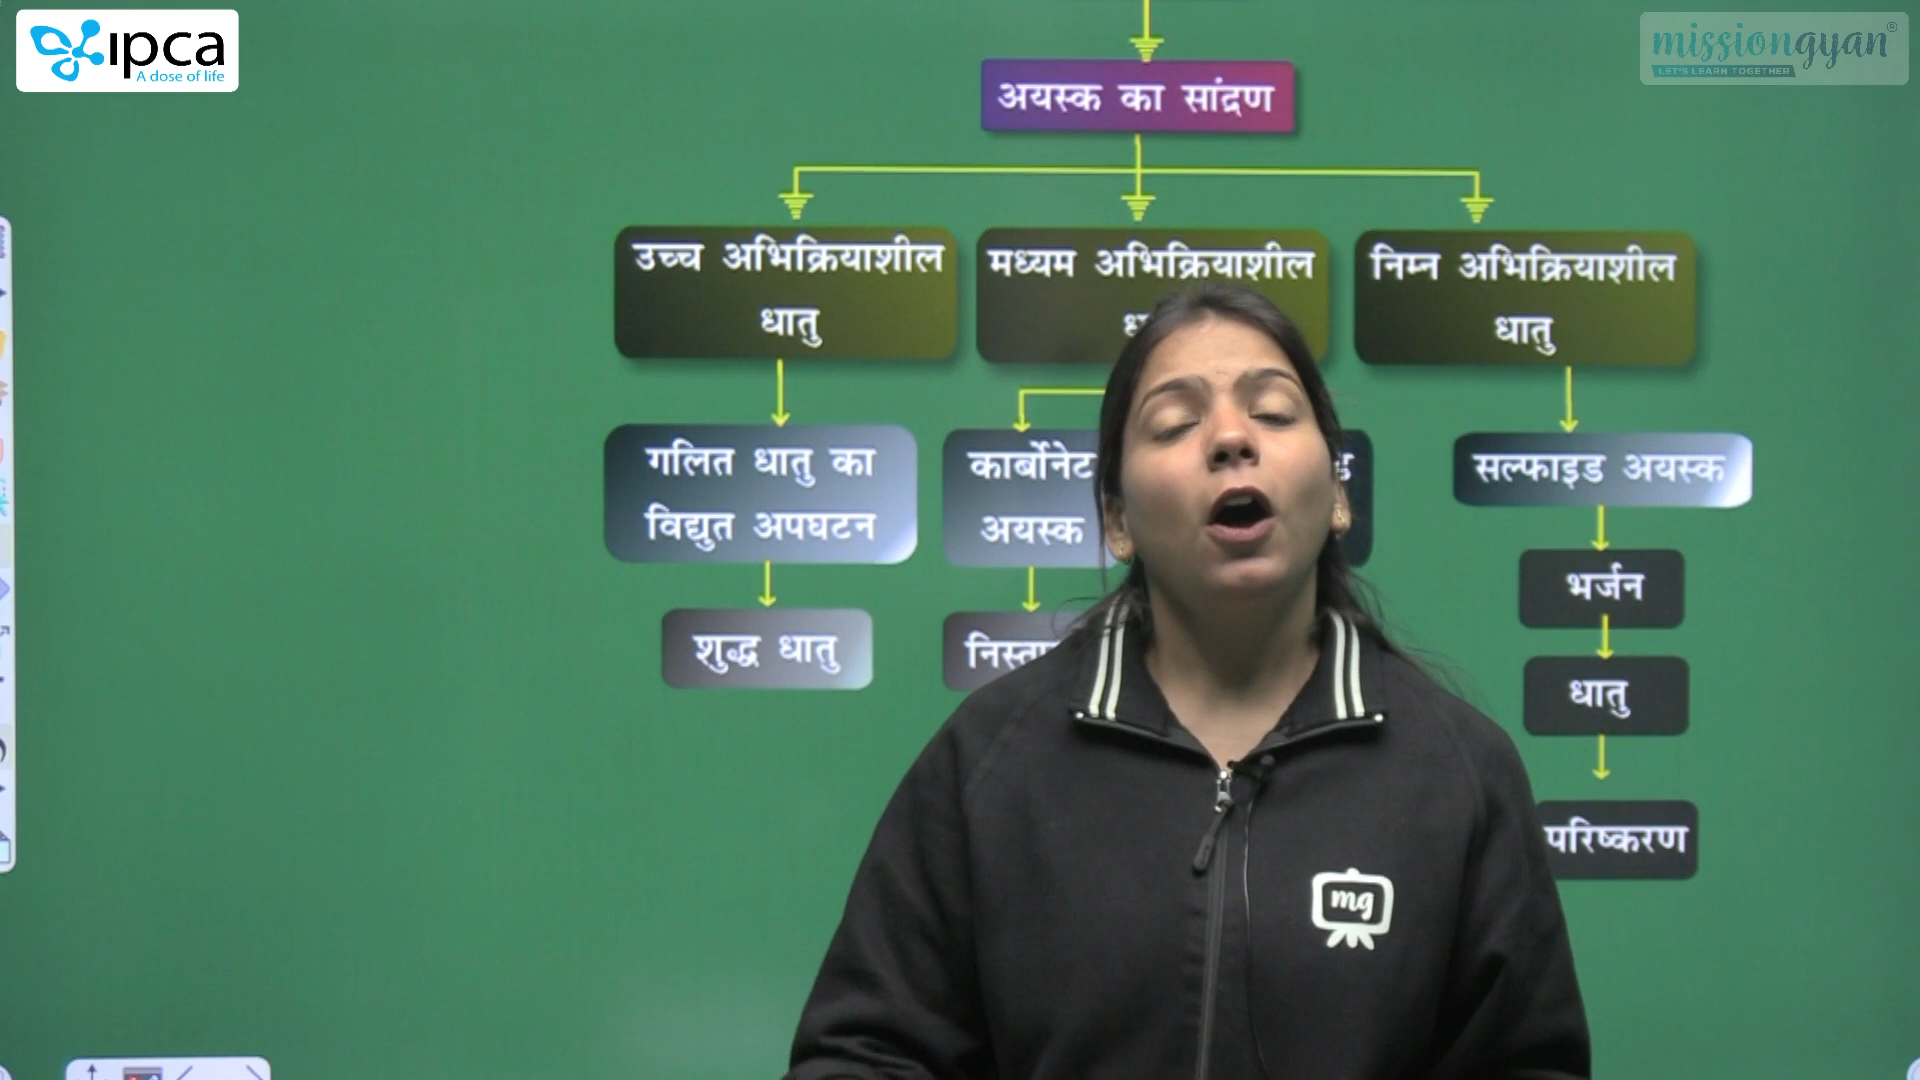 ipca
A dose of life
missiongyan®
LET'S LEARN TOGETHER
अयस्क का सांद्रण
उच्च अभिक्रियाशील
धातु
मध्यम अभिक्रियाशील
निम्न अभिक्रियाशील
धातु
गलित धातु का
विद्युत अपघटन
कार्बोनेट
अयस्क
सल्फाइड अयस्क
भर्जन
शुद्ध धातु
धातु
परिष्करण
mg